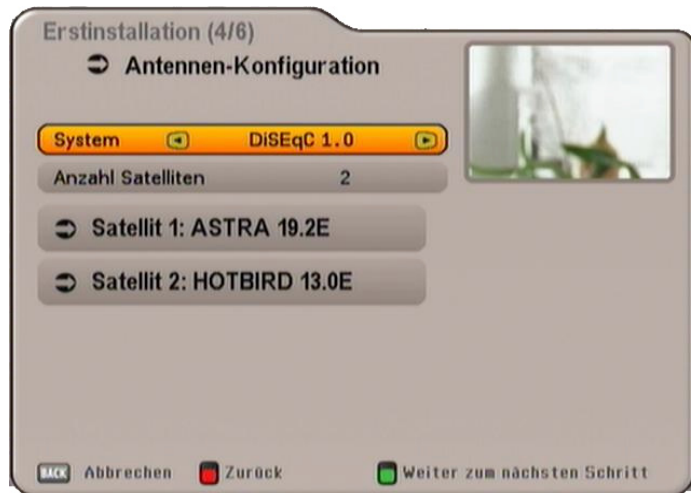 Erstinstallation (4/6)
Antennen-Konfiguration
System DiSEqC 1.0
Anzahl Satelliten 2
Satellit 1: ASTRA 19.2E
Satellit 2: HOTBIRD 13.0E
BACK Abbrechen Zurück Weiter zum nächsten Schritt